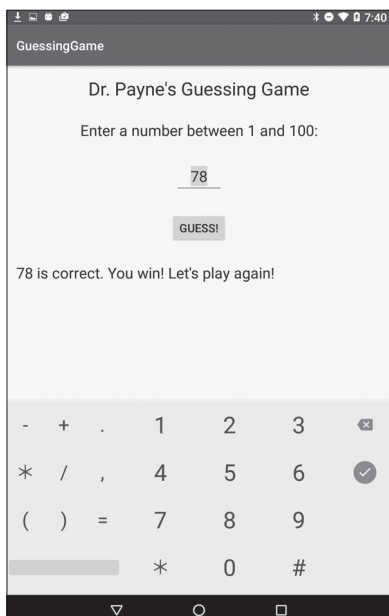 7:40
GuessingGame
Dr. Payne's Guessing Game
Enter a number between 1 and 100:
78
GUESS!
78 is correct. You win! Let's play again!
- + . 1 2 3
* / , 4 5 6
( ) = 7 8 9
* 0 #